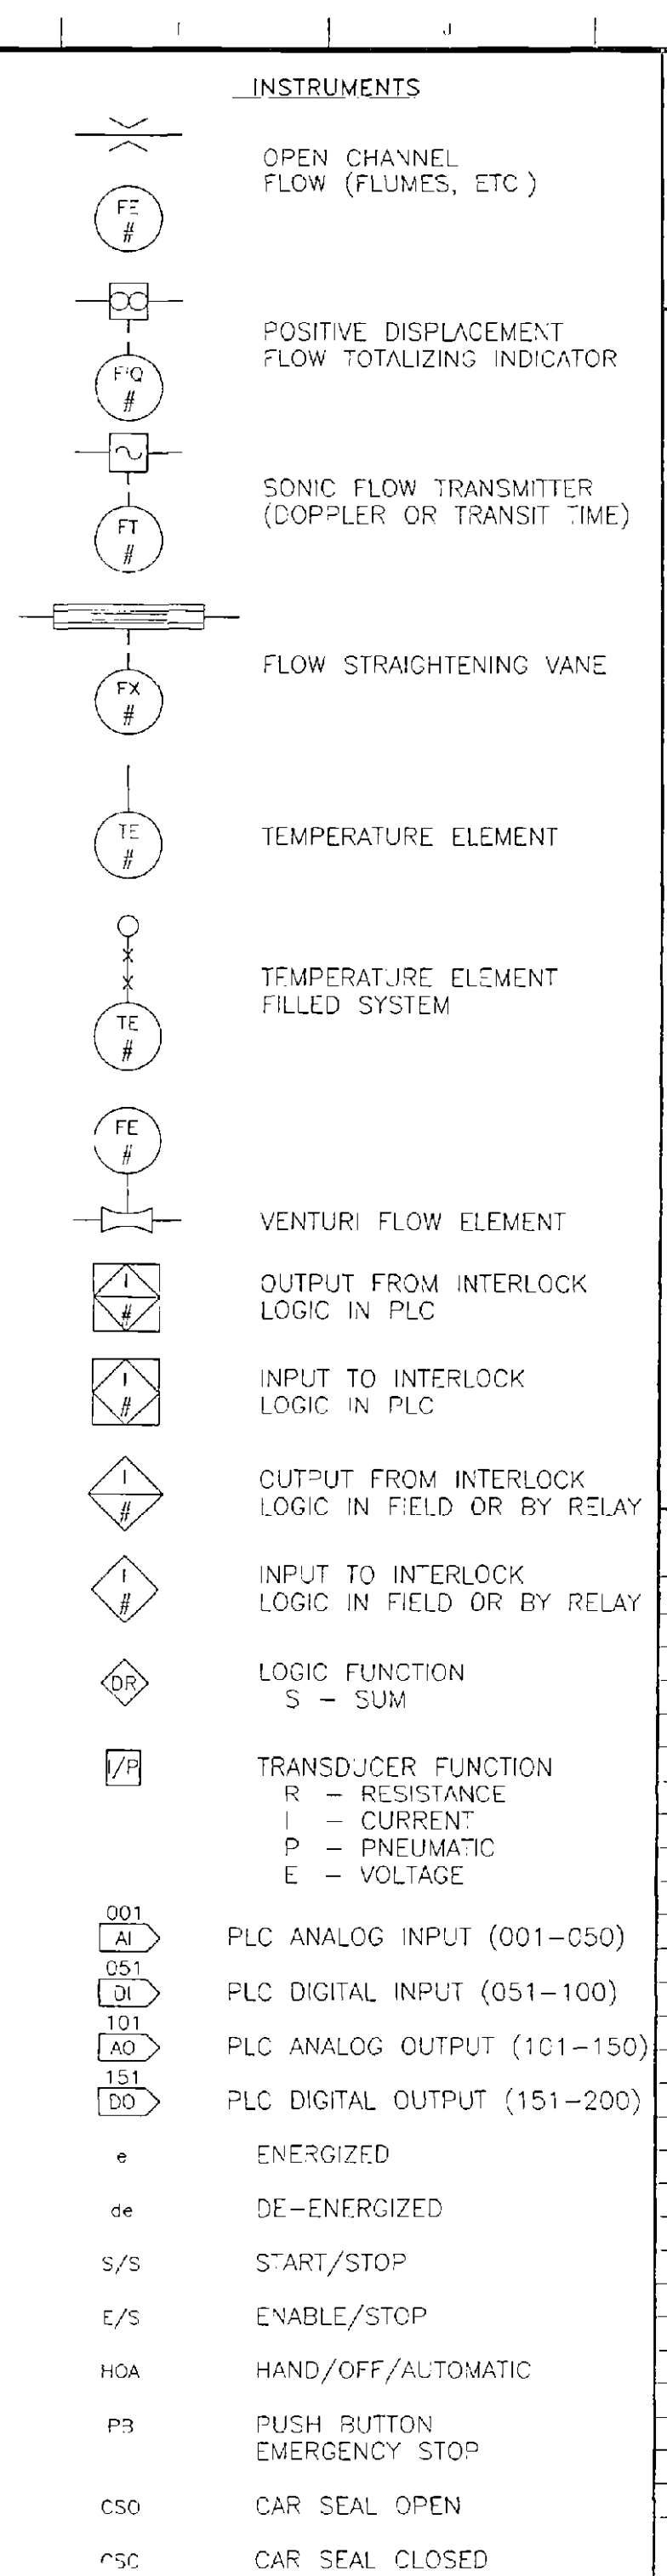 I J
INSTRUMENTS
OPEN CHANNEL
FLOW (FLUMES, ETC )
FE
#
POSITIVE DISPLACEMENT
FLOW TOTALIZING INDICATOR
FIQ
#
SONIC FLOW TRANSMITTER
(DOPPLER OR TRANSIT TIME)
FT
#
FLOW STRAIGHTENING VANE
FX
#
TE
#
TEMPERATURE ELEMENT
TEMPERATURE ELEMENT
FILLED SYSTEM
TE
#
FE
#
VENTURI FLOW ELEMENT
I
#
OUTPUT FROM INTERLOCK
LOGIC IN PLC
I
#
INPUT TO INTERLOCK
LOGIC IN PLC
I
#
OUTPUT FROM INTERLOCK
LOGIC IN FIELD OR BY RELAY
I
#
INPUT TO INTERLOCK
LOGIC IN FIELD OR BY RELAY
DR
LOGIC FUNCTION
S – SUM
I/P
TRANSDUCER FUNCTION
R – RESISTANCE
I – CURRENT
P – PNEUMATIC
E – VOLTAGE
001
AI PLC ANALOG INPUT (001–050)
051
DI PLC DIGITAL INPUT (051–100)
101
AO PLC ANALOG OUTPUT (101–150)
151
DO PLC DIGITAL OUTPUT (151–200)
e ENERGIZED
de DE–ENERGIZED
S/S START/STOP
E/S ENABLE/STOP
HOA HAND/OFF/AUTOMATIC
PB PUSH BUTTON
EMERGENCY STOP
CSO CAR SEAL OPEN
CSC CAR SEAL CLOSED